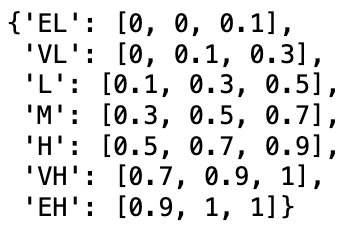 {'EL': [0, 0, 0.1],
'VL': [0, 0.1, 0.3],
'L': [0.1, 0.3, 0.5],
'M': [0.3, 0.5, 0.7],
'H': [0.5, 0.7, 0.9],
'VH': [0.7, 0.9, 1],
'EH': [0.9, 1, 1]}